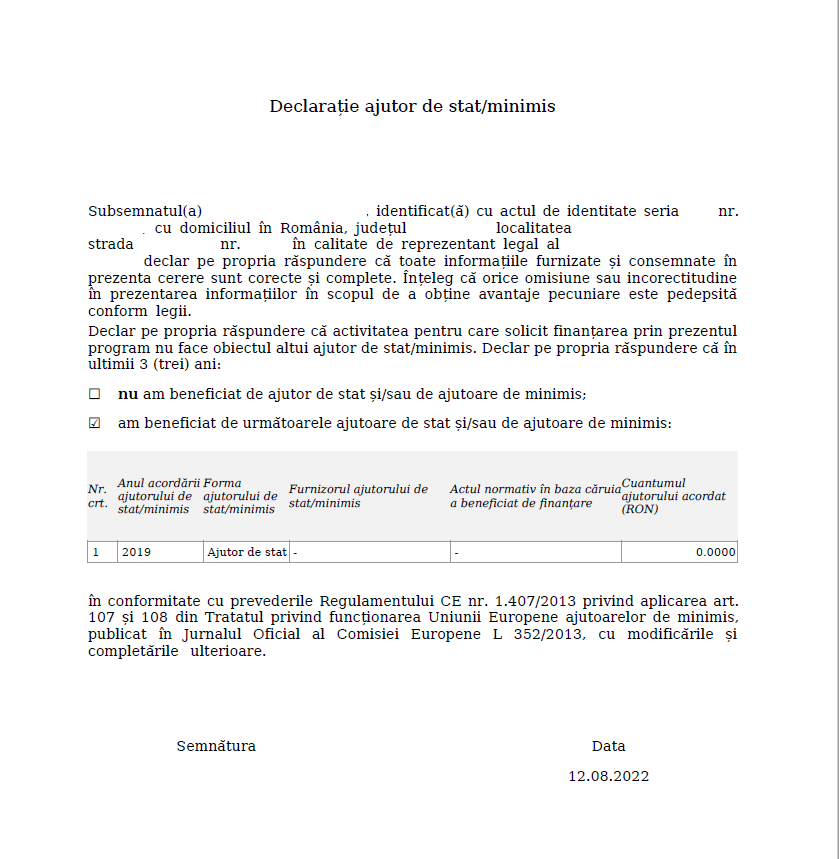 Declarație ajutor de stat/minimis
Subsemnatul(a) , identificat(ă) cu actul de identitate seria nr.
. cu domiciliul în România, județul localitatea
strada nr. în calitate de reprezentant legal al
declar pe propria răspundere că toate informațiile furnizate și consemnate în
prezenta cerere sunt corecte și complete. Înțeleg că orice omisiune sau incorectitudine
în prezentarea informațiilor în scopul de a obține avantaje pecuniare este pedepsită
conform legii.
Declar pe propria răspundere că activitatea pentru care solicit finanțarea prin prezentul
program nu face obiectul altui ajutor de stat/minimis. Declar pe propria răspundere că în
ultimii 3 (trei) ani:
☐ nu am beneficiat de ajutor de stat și/sau de ajutoare de minimis;
☑ am beneficiat de următoarele ajutoare de stat și/sau de ajutoare de minimis:
Nr. crt.
Anul acordării ajutorului de stat/minimis
Forma ajutorului de stat/minimis
Furnizorul ajutorului de stat/minimis
Actul normativ în baza căruia a beneficiat de finanțare
Cuantumul ajutorului acordat (RON)
1 2019 Ajutor de stat - - 0.0000
în conformitate cu prevederile Regulamentului CE nr. 1.407/2013 privind aplicarea art.
107 și 108 din Tratatul privind funcționarea Uniunii Europene ajutoarelor de minimis,
publicat în Jurnalul Oficial al Comisiei Europene L 352/2013, cu modificările și
completările ulterioare.
Semnătura Data
12.08.2022